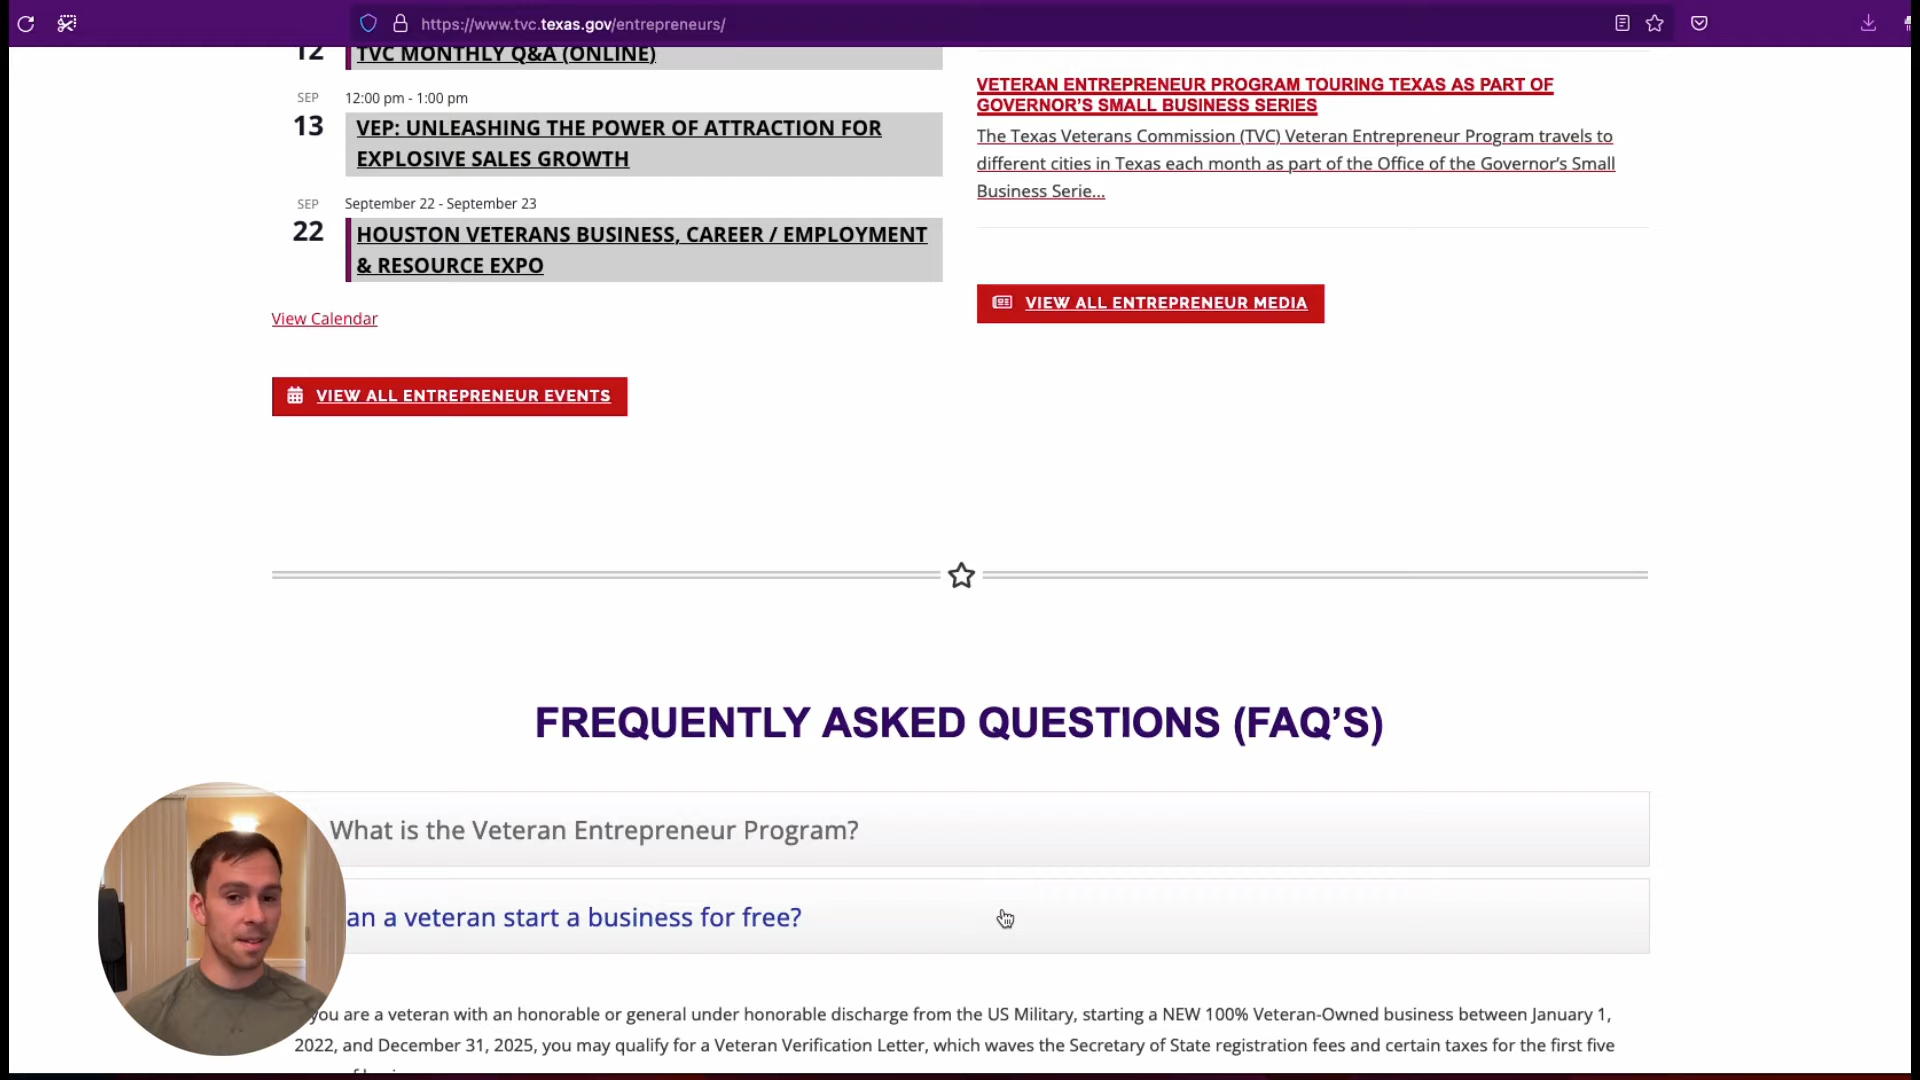 https://www.tvc.texas.gov/entrepreneurs/
12
TVC MONTHLY Q&A (ONLINE)
SEP
13
12:00 pm - 1:00 pm
VEP: UNLEASHING THE POWER OF ATTRACTION FOR
EXPLOSIVE SALES GROWTH
SEP
22
September 22 - September 23
HOUSTON VETERANS BUSINESS, CAREER / EMPLOYMENT
& RESOURCE EXPO
View Calendar
VIEW ALL ENTREPRENEUR EVENTS
VETERAN ENTREPRENEUR PROGRAM TOURING TEXAS AS PART OF
GOVERNOR’S SMALL BUSINESS SERIES
The Texas Veterans Commission (TVC) Veteran Entrepreneur Program travels to
different cities in Texas each month as part of the Office of the Governor’s Small
Business Serie...
VIEW ALL ENTREPRENEUR MEDIA
FREQUENTLY ASKED QUESTIONS (FAQ’S)
What is the Veteran Entrepreneur Program?
an a veteran start a business for free?
you are a veteran with an honorable or general under honorable discharge from the US Military, starting a NEW 100% Veteran-Owned business between January 1,
2022, and December 31, 2025, you may qualify for a Veteran Verification Letter, which waves the Secretary of State registration fees and certain taxes for the first five